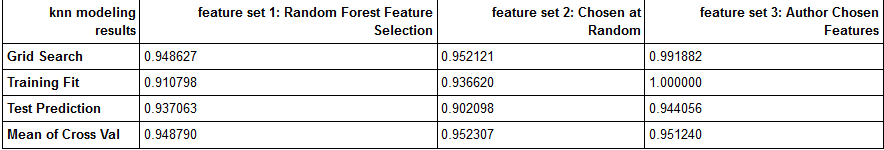 knn modeling results feature set 1: Random Forest Feature Selection feature set 2: Chosen at Random feature set 3: Author Chosen Features
Grid Search 0.948627 0.952121 0.991882
Training Fit 0.910798 0.936620 1.000000
Test Prediction 0.937063 0.902098 0.944056
Mean of Cross Val 0.948790 0.952307 0.951240